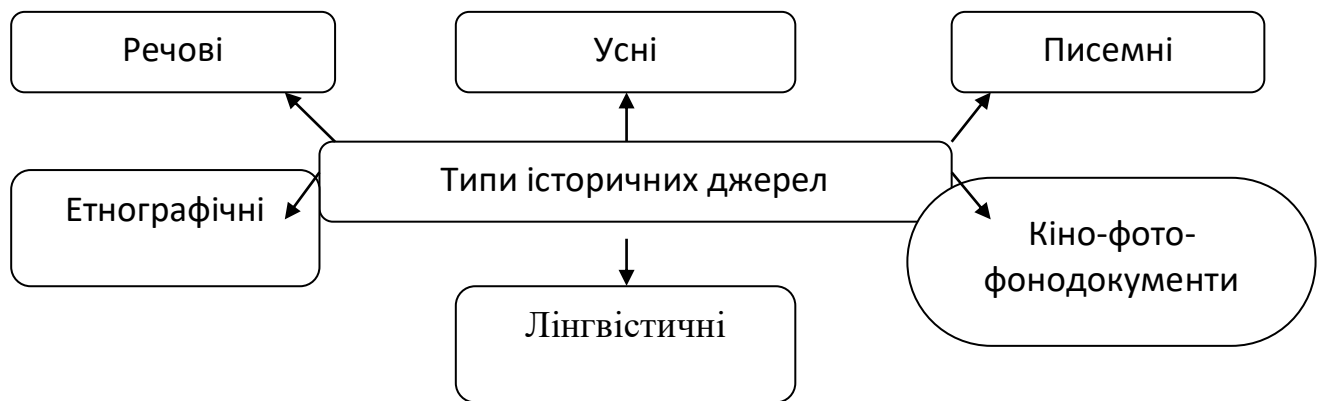 Речові
Усні
Писемні
Типи історичних джерел
Етнографічні
Кіно-фото-
фонодокументи
Лінгвістичні